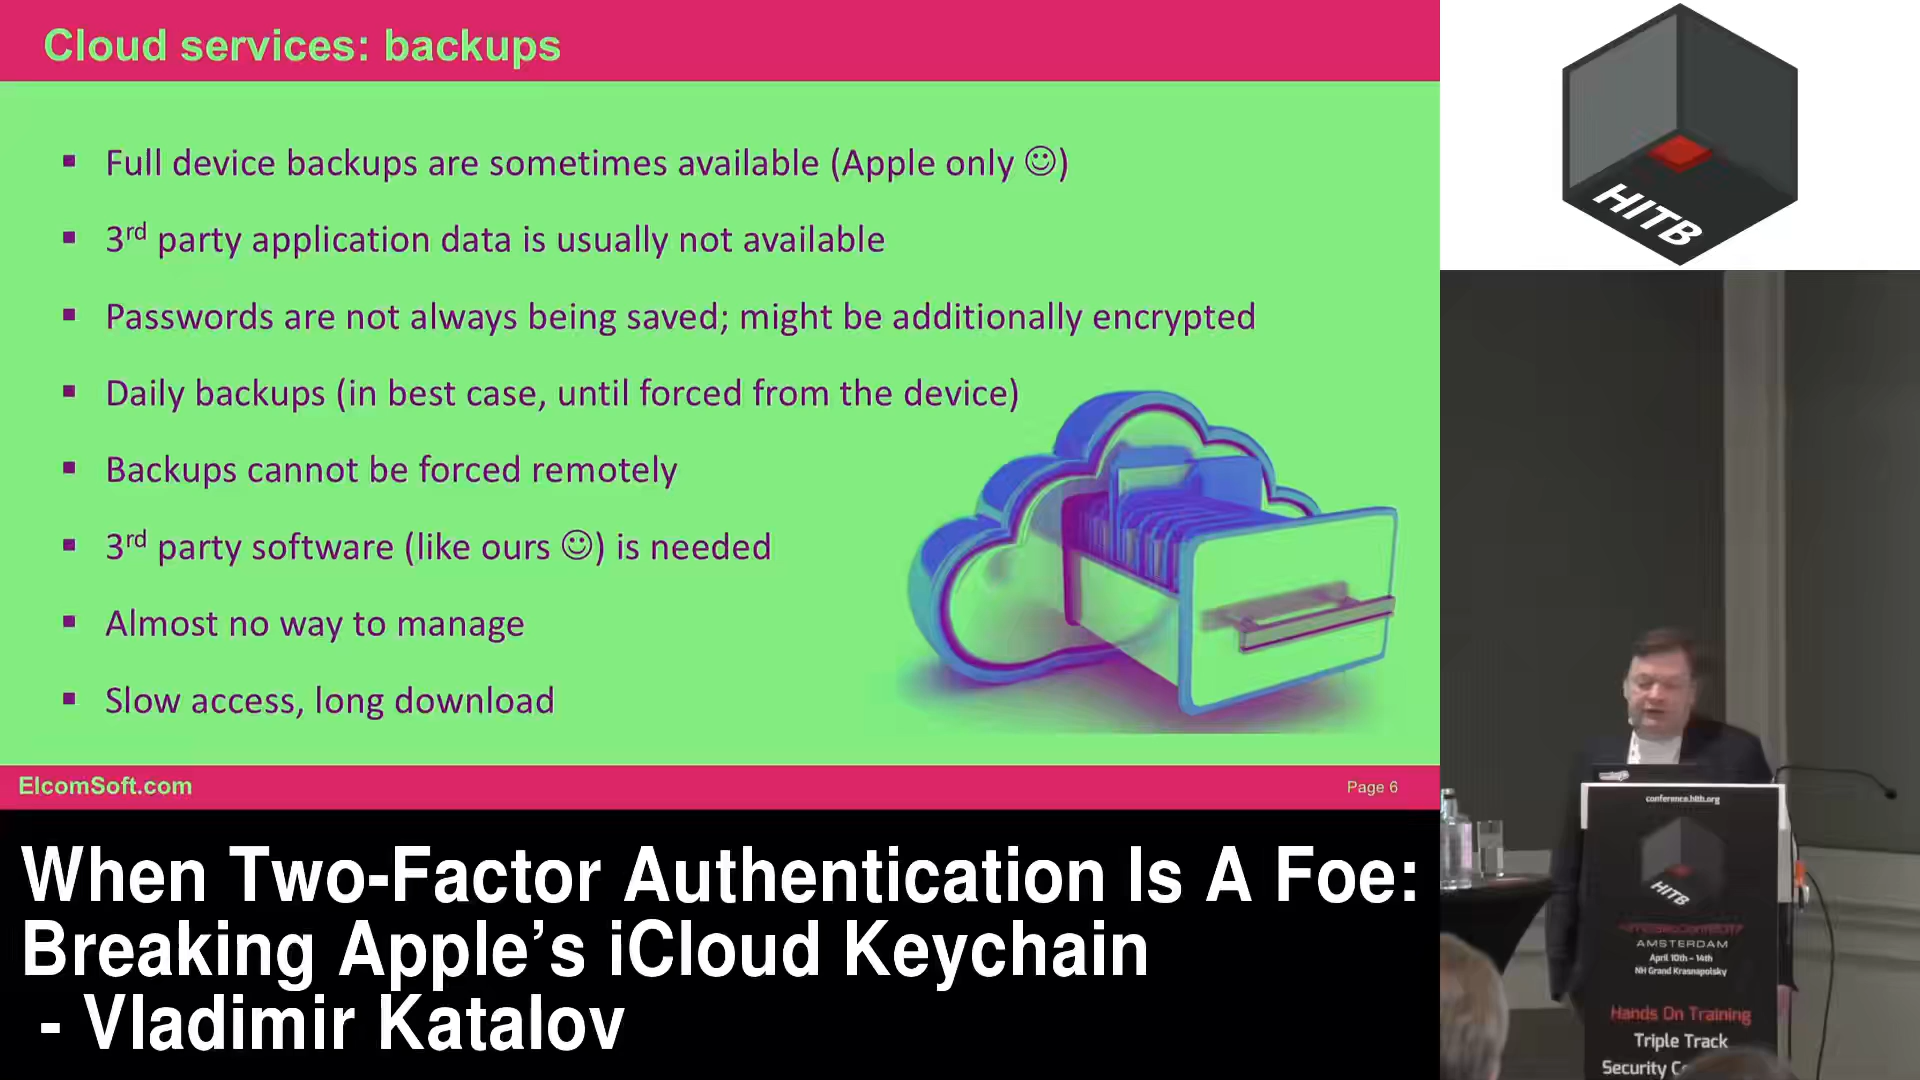 Cloud services: backups
▪ Full device backups are sometimes available (Apple only ☺)
▪ 3rd party application data is usually not available
▪ Passwords are not always being saved; might be additionally encrypted
▪ Daily backups (in best case, until forced from the device)
▪ Backups cannot be forced remotely
▪ 3rd party software (like ours ☺) is needed
▪ Almost no way to manage
▪ Slow access, long download
ElcomSoft.com
Page 6
When Two-Factor Authentication Is A Foe:
Breaking Apple’s iCloud Keychain
- Vladimir Katalov
HITB
conference.hitb.org
HITB
AMSTERDAM
April 10th - 14th
NH Grand Krasnapolsky
Hands On Training
Triple Track
Security